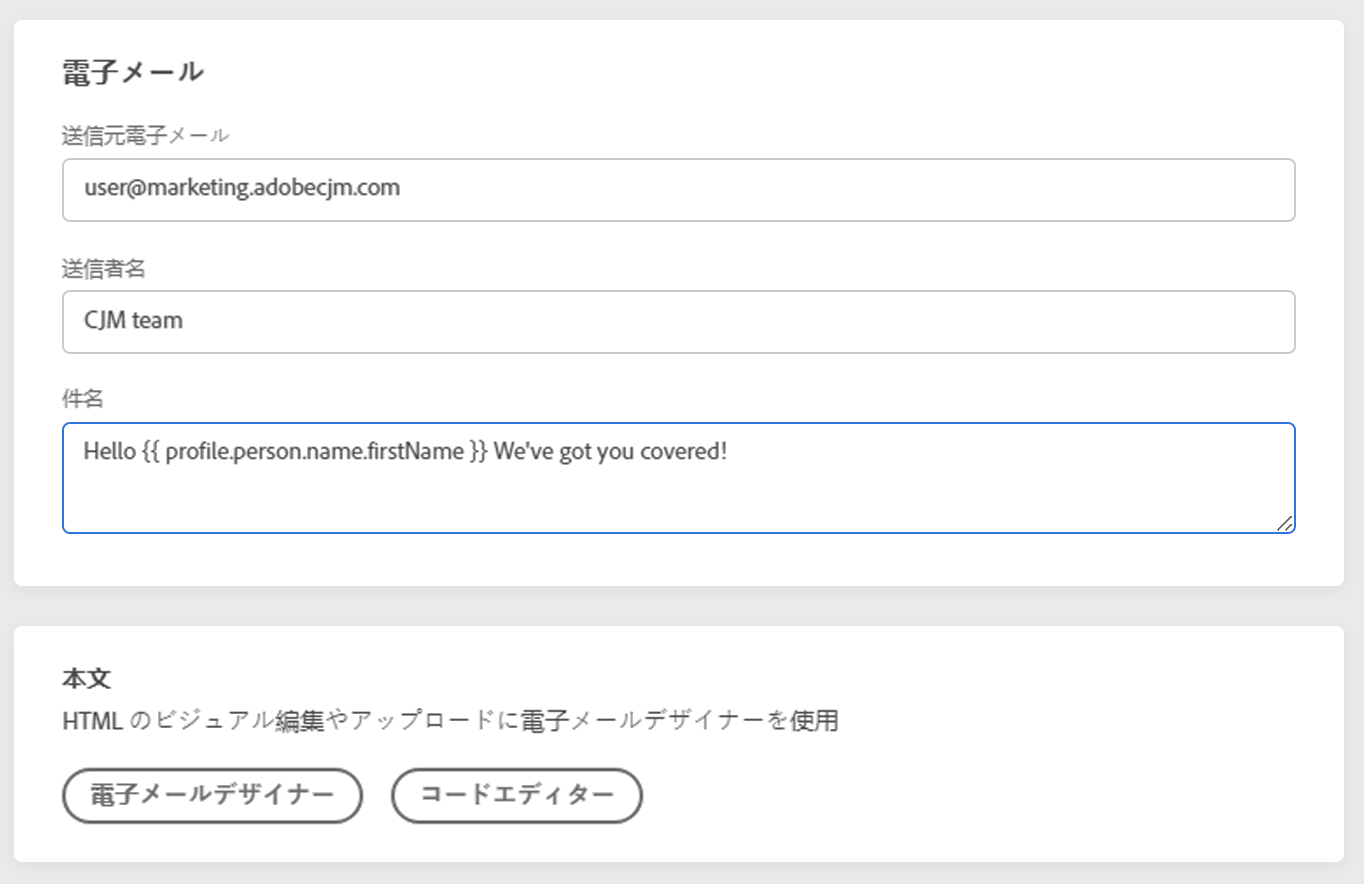 電子メール
送信元電子メール
user@marketing.adobecjm.com
送信者名
CJM team
件名
Hello {{ profile.person.name.firstName }} We've got you covered!
本文
HTML のビジュアル編集やアップロードに電子メールデザイナーを使用
電子メールデザイナー
コードエディター